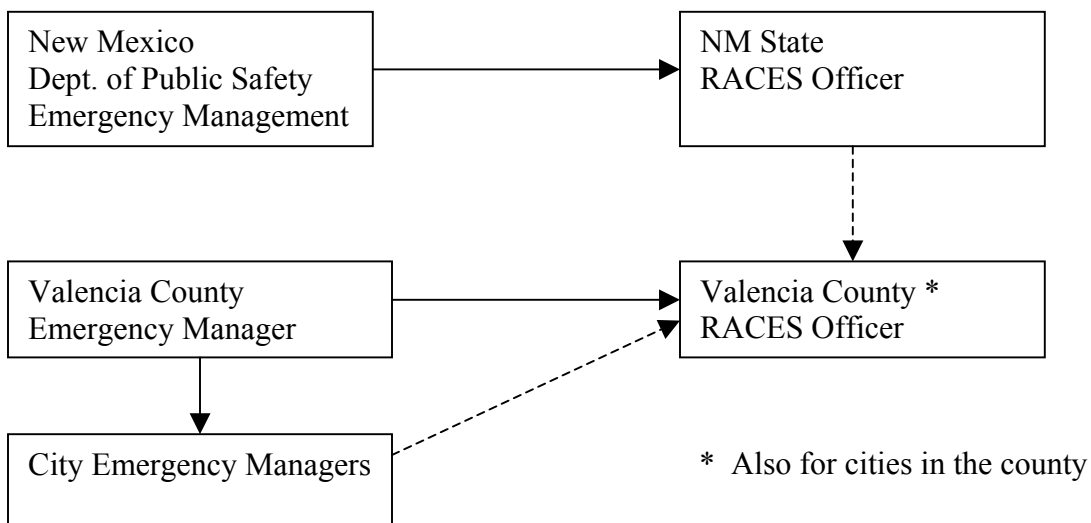 New Mexico
Dept. of Public Safety
Emergency Management
NM State
RACES Officer
Valencia County
Emergency Manager
Valencia County *
RACES Officer
City Emergency Managers
* Also for cities in the county